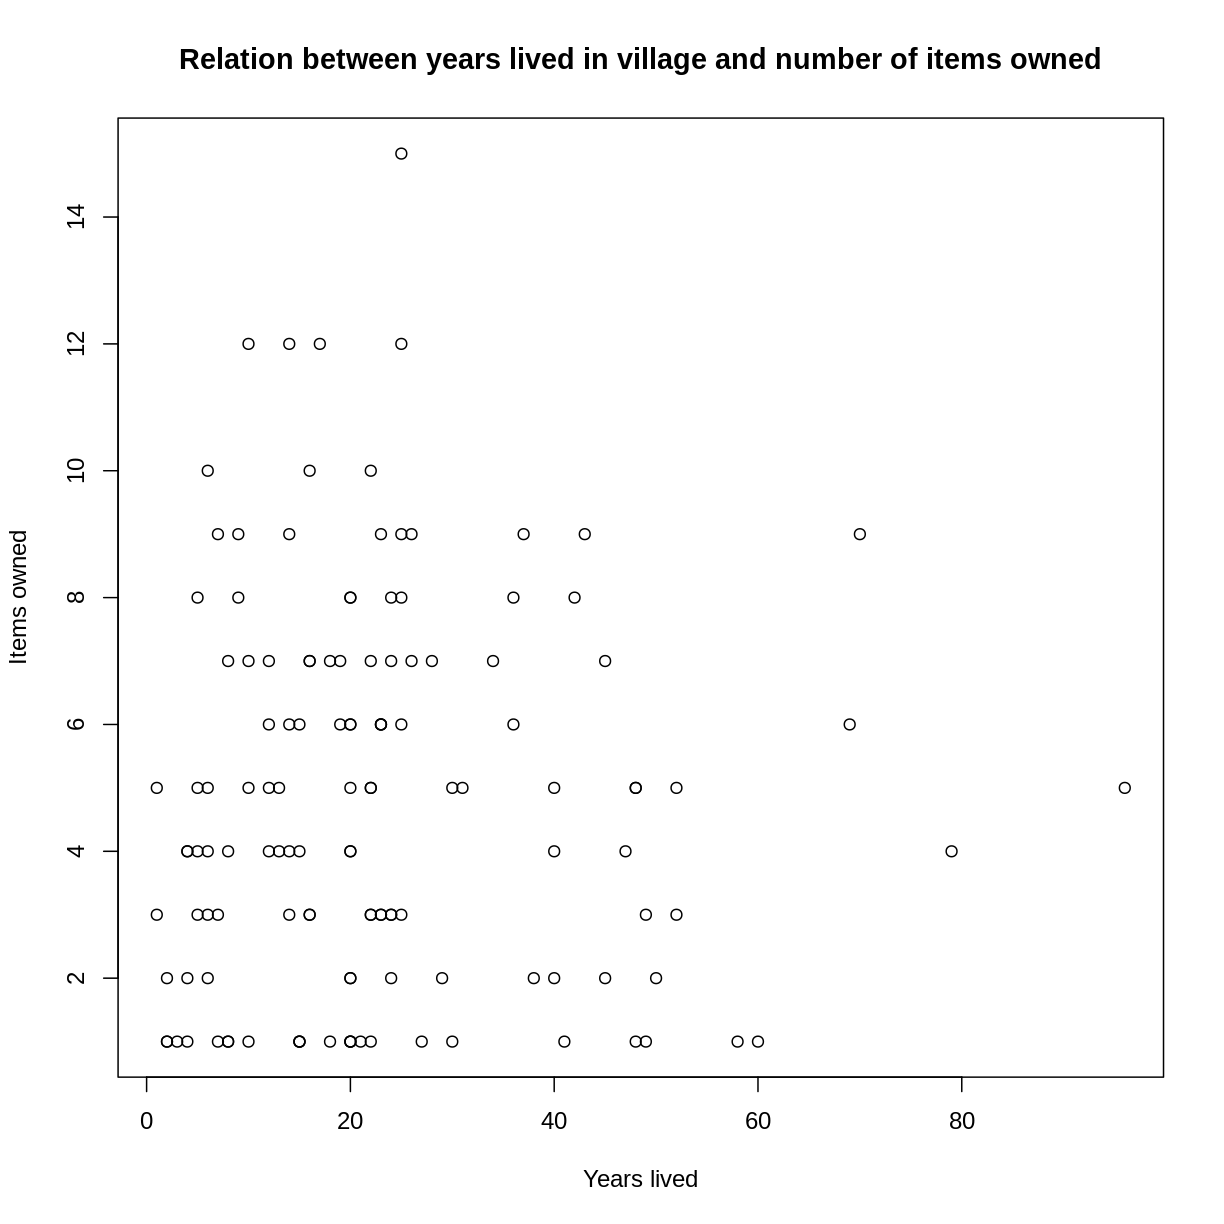 Relation between years lived in village and number of items owned
14
12
10
8
6
4
2
Items owned
0 20 40 60 80
Years lived